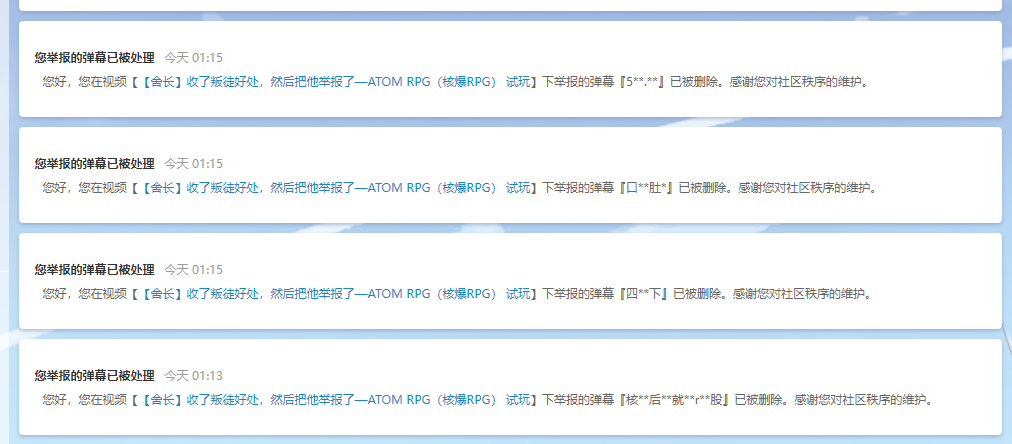 您举报的弹幕已被处理 今天 01:15
您好，您在视频【【舍长】收了叛徒好处，然后把他举报了—ATOM RPG（核爆RPG） 试玩】下举报的弹幕『5**.**』已被删除。感谢您对社区秩序的维护。
您举报的弹幕已被处理 今天 01:15
您好，您在视频【【舍长】收了叛徒好处，然后把他举报了—ATOM RPG（核爆RPG） 试玩】下举报的弹幕『口**肚*』已被删除。感谢您对社区秩序的维护。
您举报的弹幕已被处理 今天 01:15
您好，您在视频【【舍长】收了叛徒好处，然后把他举报了—ATOM RPG（核爆RPG） 试玩】下举报的弹幕『四**下』已被删除。感谢您对社区秩序的维护。
您举报的弹幕已被处理 今天 01:13
您好，您在视频【【舍长】收了叛徒好处，然后把他举报了—ATOM RPG（核爆RPG） 试玩】下举报的弹幕『核**后**就**r**股』已被删除。感谢您对社区秩序的维护。